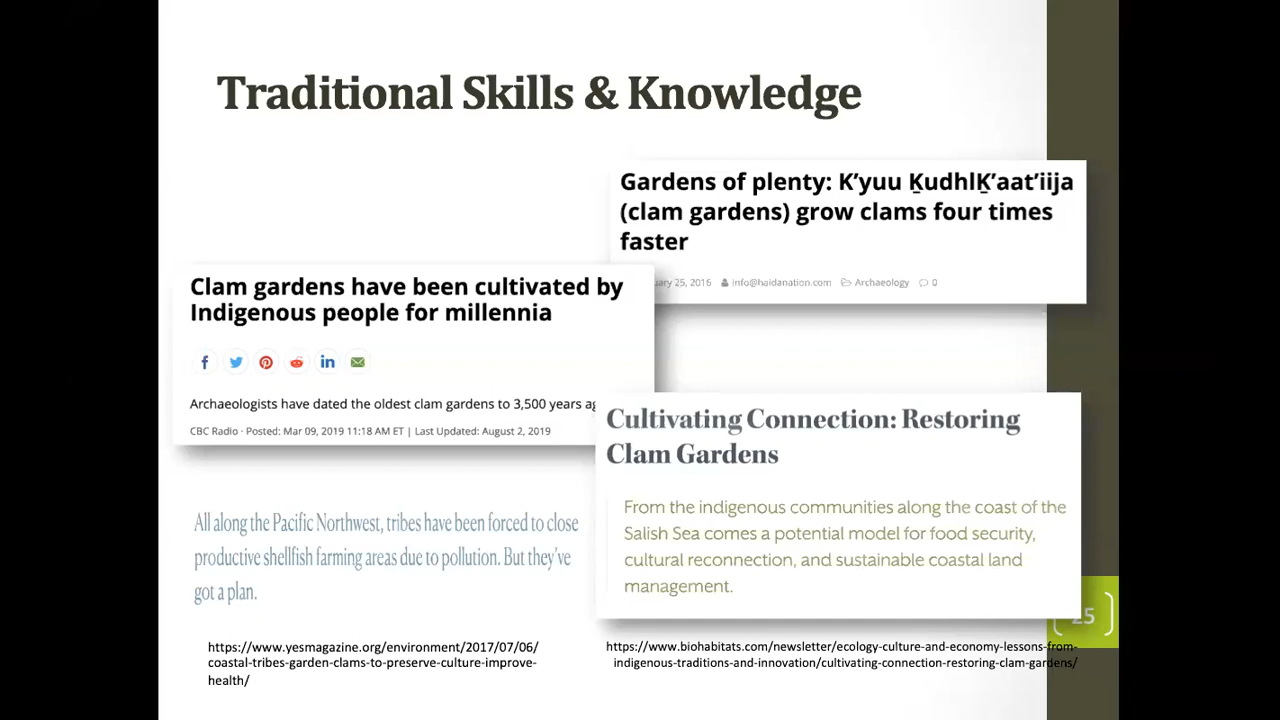 Traditional Skills & Knowledge
Gardens of plenty: K'yuu ḴudhlḴ'aat'iija
(clam gardens) grow clams four times
faster
25, 2016 info@haidanation.com Archaeology 0
Clam gardens have been cultivated by
Indigenous people for millennia
Archaeologists have dated the oldest clam gardens to 3,500 years
CBC Radio · Posted: Mar 09, 2019 11:18 AM ET | Last Updated: August 2, 2019
Cultivating Connection: Restoring
Clam Gardens
From the indigenous communities along the coast of the
Salish Sea comes a potential model for food security,
cultural reconnection, and sustainable coastal land
management.
All along the Pacific Northwest, tribes have been forced to close
productive shellfish farming areas due to pollution. But they've
got a plan.
25
https://www.yesmagazine.org/environment/2017/07/06/
coastal-tribes-garden-clams-to-preserve-culture-improve-
health/
https://www.biohabitats.com/newsletter/ecology-culture-and-economy-lessons-from-
indigenous-traditions-and-innovation/cultivating-connection-restoring-clam-gardens/